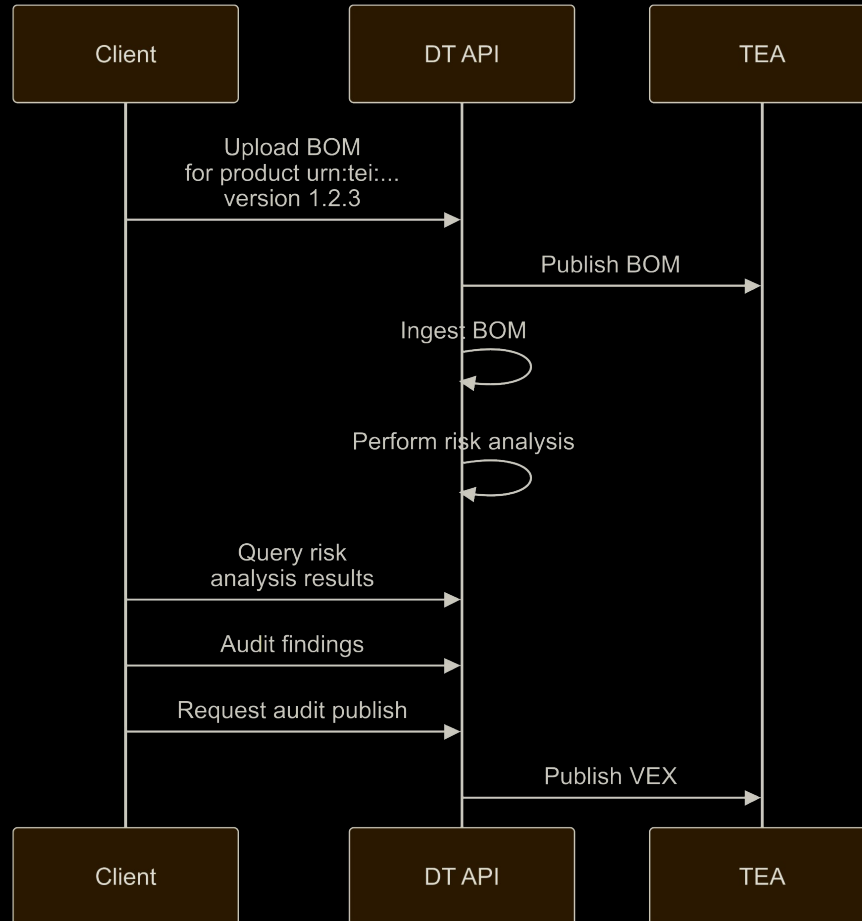 Client
DT API
TEA
Upload BOM
for product urn:tei:...
version 1.2.3
Publish BOM
Ingest BOM
Perform risk analysis
Query risk
analysis results
Audit findings
Request audit publish
Publish VEX
Client
DT API
TEA